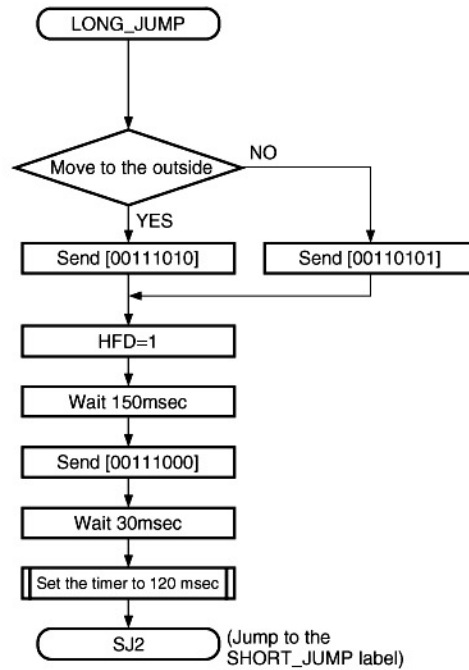 LONG_JUMP
Move to the outside
NO
YES
Send [00111010]
Send [00110101]
HFD=1
Wait 150msec
Send [00111000]
Wait 30msec
Set the timer to 120 msec
SJ2
(Jump to the
SHORT_JUMP label)